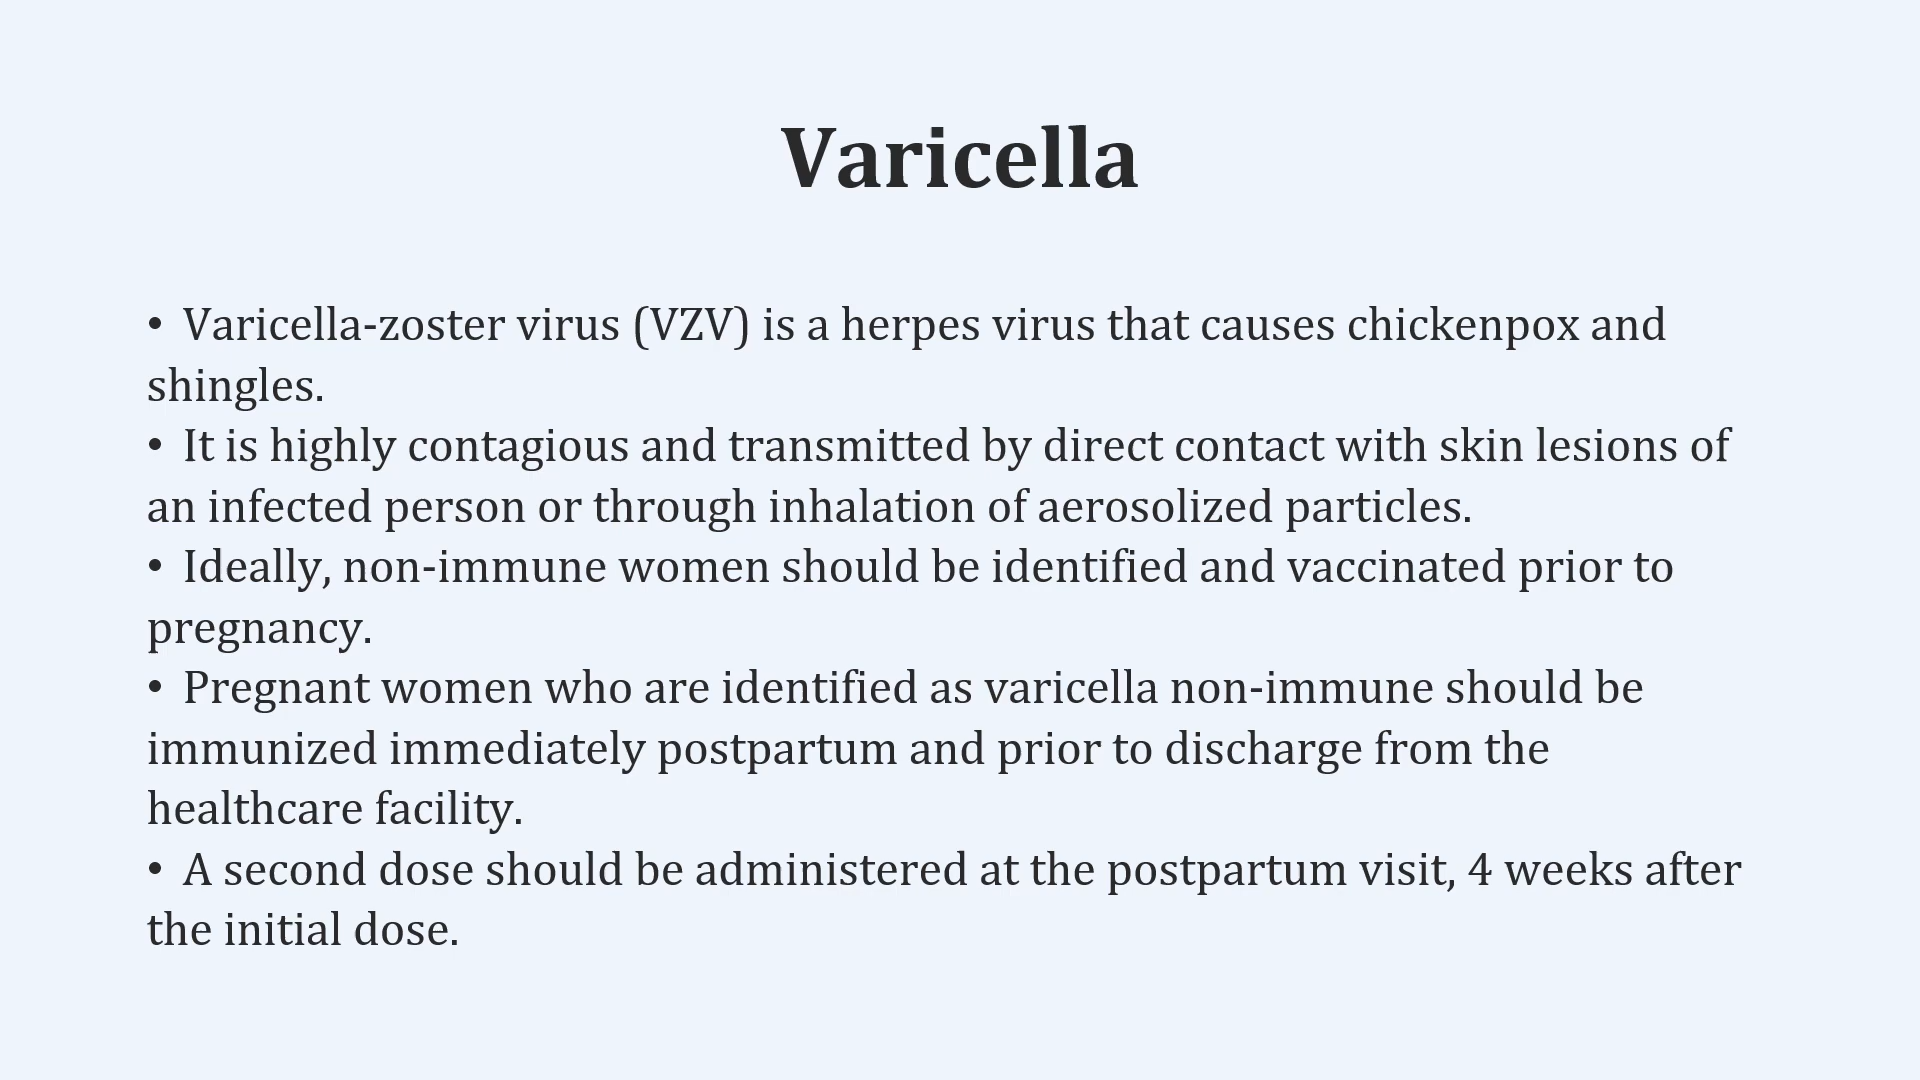 Varicella
• Varicella-zoster virus (VZV) is a herpes virus that causes chickenpox and
shingles.
• It is highly contagious and transmitted by direct contact with skin lesions of
an infected person or through inhalation of aerosolized particles.
• Ideally, non-immune women should be identified and vaccinated prior to
pregnancy.
• Pregnant women who are identified as varicella non-immune should be
immunized immediately postpartum and prior to discharge from the
healthcare facility.
• A second dose should be administered at the postpartum visit, 4 weeks after
the initial dose.